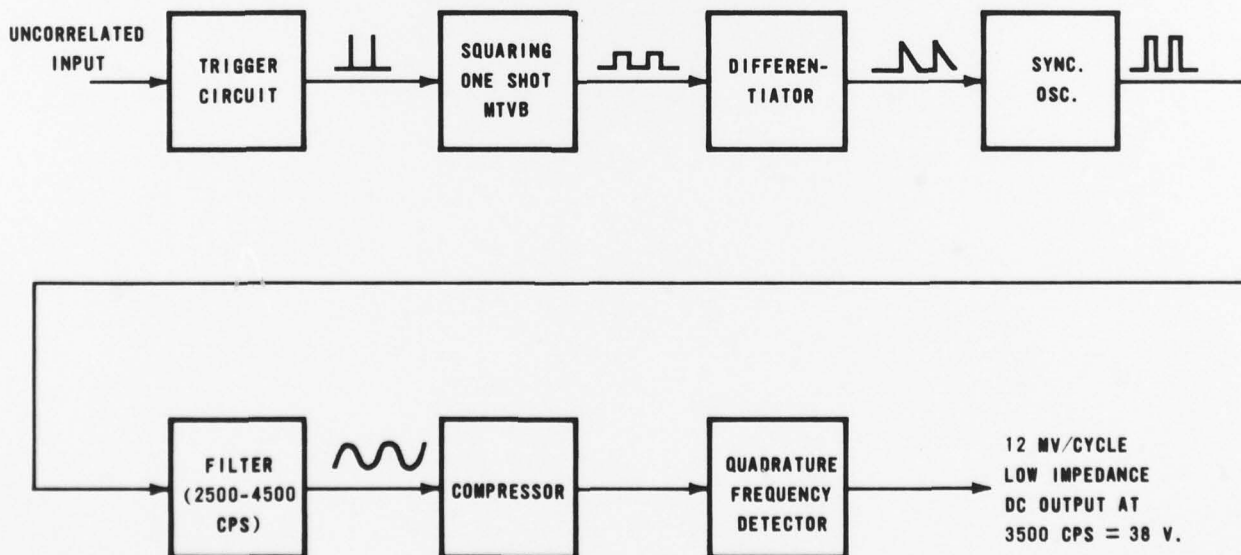 UNCORRELATED
INPUT
TRIGGER
CIRCUIT
SQUARING
ONE SHOT
MTVB
DIFFEREN-
TIATOR
SYNC.
OSC.
FILTER
(2500-4500
CPS)
COMPRESSOR
QUADRATURE
FREQUENCY
DETECTOR
12 MV/CYCLE
LOW IMPEDANCE
DC OUTPUT AT
3500 CPS = 38 V.